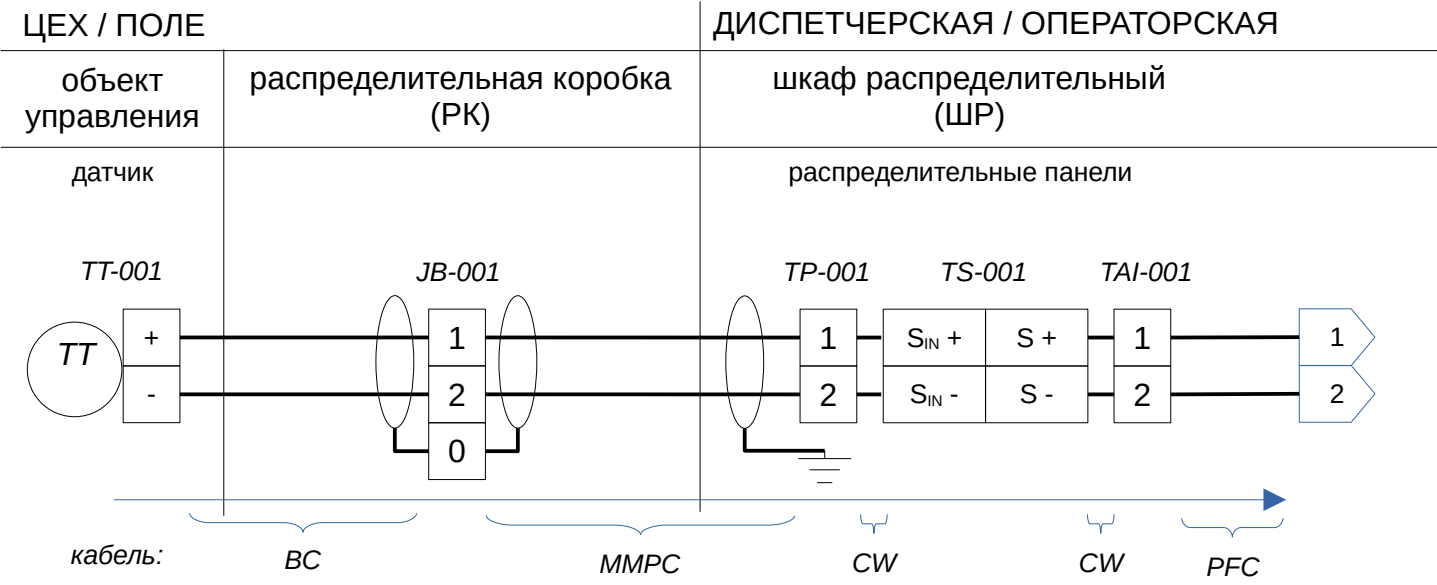 ЦЕХ / ПОЛЕ
ДИСПЕТЧЕРСКАЯ / ОПЕРАТОРСКАЯ
объект
управления
распределительная коробка
(РК)
шкаф распределительный
(ШР)
датчик
распределительные панели
TT-001
JB-001
TP-001
TS-001
TAI-001
TT
+
1
1
SIN +
S +
1
1
-
2
2
SIN -
S -
2
2
0
кабель:
BC
MMPC
CW
CW
PFC